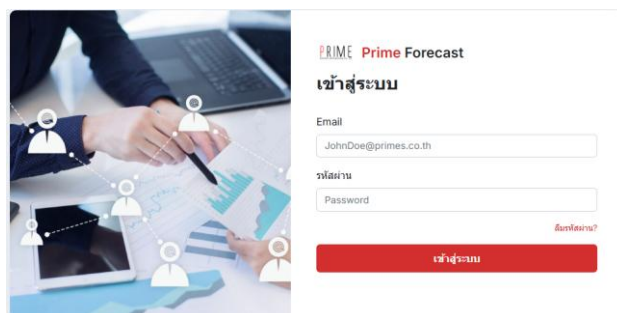 PRIME Prime Forecast
เข้าสู่ระบบ
Email
JohnDoe@primes.co.th
รหัสผ่าน
Password
ลืมรหัสผ่าน?
เข้าสู่ระบบ